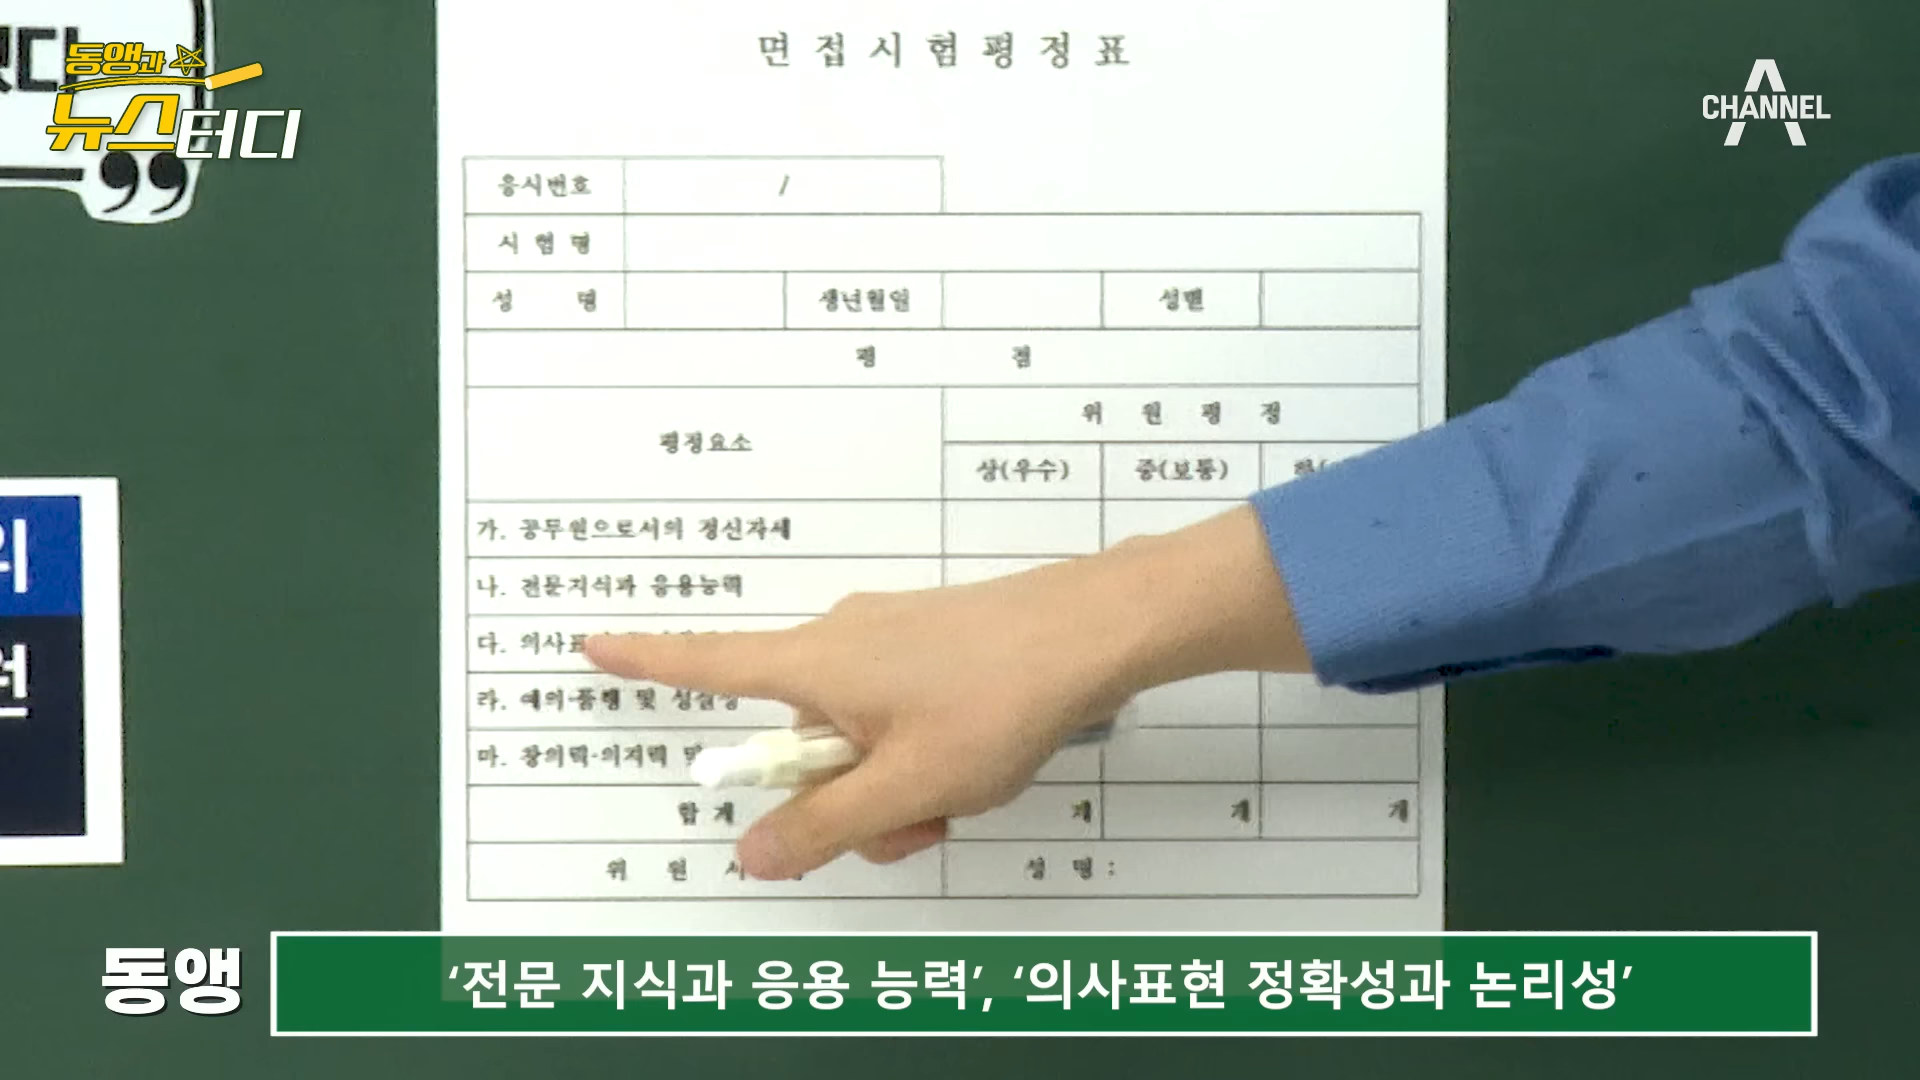 동앵과
뉴스터디
CHANNEL A
면접시험평정표
응시번호 /
시험명
성 명 생년월일 성별
평 점
평정요소
위 원 평 정
상(우수) 중(보통)
가. 공무원으로서의 정신자세
나. 전문지식과 응용능력
다. 의사표
라. 예의·품행 및 성실성
마. 창의력·의지력 및
합 계 개 개 개
위 원 서 명 성 명 :
위
원
동앵 ‘전문 지식과 응용 능력’, ‘의사표현 정확성과 논리성’